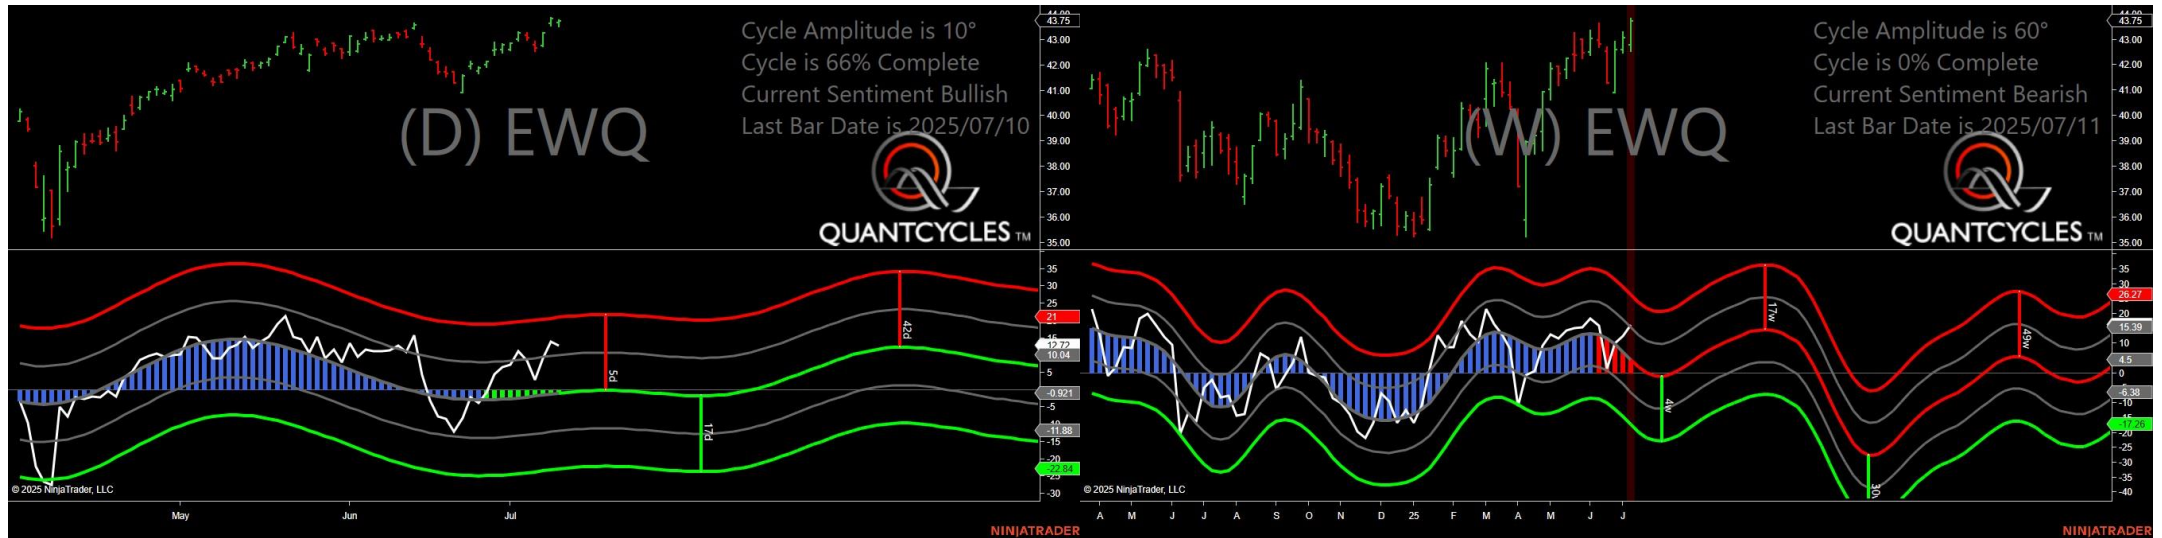 Cycle Amplitude is 10°
Cycle is 66% Complete
Current Sentiment Bullish
Last Bar Date is 2025/07/10
(D) EWQ
QUANTCYCLES TM
43.75
43.00
42.00
41.00
40.00
39.00
38.00
37.00
36.00
35.00
35
30
25
21
15
12.72
10.04
5
-0.921
-5
-11.88
-15
-20
-22.84
-25
-30
5d
17d
42d
© 2025 NinjaTrader, LLC
May
Jun
Jul
NINJATRADER
Cycle Amplitude is 60°
Cycle is 0% Complete
Current Sentiment Bearish
Last Bar Date is 2025/07/11
(W) EWQ
QUANTCYCLES TM
44.00
43.75
43.00
42.00
41.00
40.00
39.00
38.00
37.00
36.00
35.00
35
30
26.27
20
15.39
10
4.5
0
-6.38
-10
-17.26
-20
-25
-30
-35
-40
17w
4w
49w
© 2025 NinjaTrader, LLC
A
M
J
J
A
S
O
N
D
25
F
M
A
M
J
J
NINJATRADER